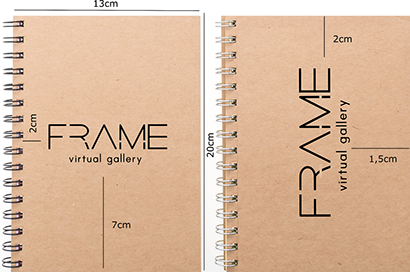 13cm
2cm
FRAME
virtual gallery
7cm
20cm
2cm
FRAME
virtual gallery
1,5cm